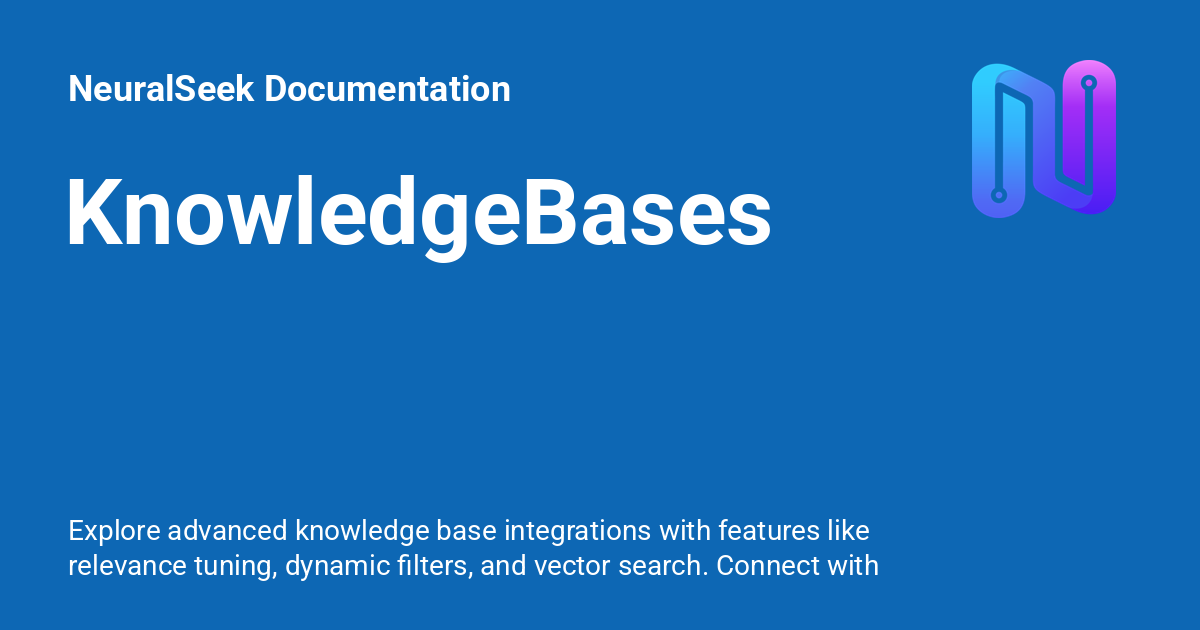 NeuralSeek Documentation
KnowledgeBases
Explore advanced knowledge base integrations with features like
relevance tuning, dynamic filters, and vector search. Connect with